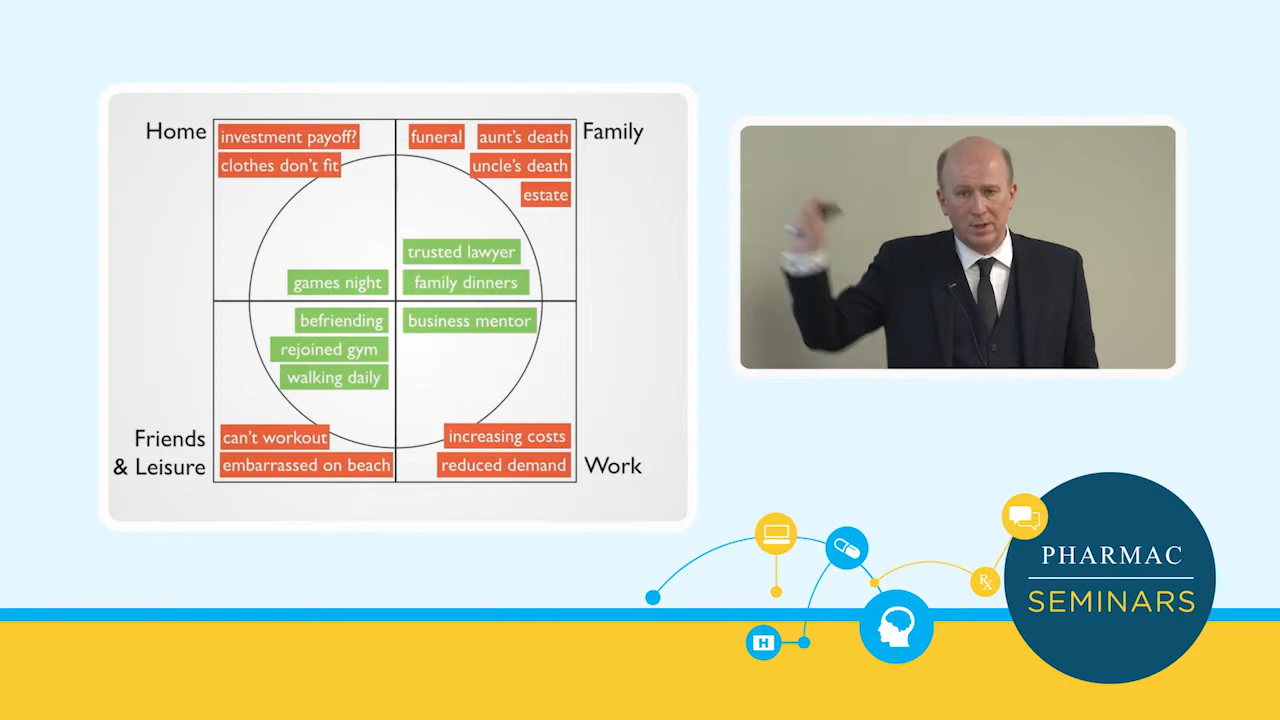 Home
investment payoff?
clothes don't fit
funeral
aunt's death
uncle's death
estate
Family
trusted lawyer
games night
family dinners
befriending
business mentor
rejoined gym
walking daily
Friends
& Leisure
can't workout
embarrassed on beach
increasing costs
reduced demand
Work
H
Rx
PHARMAC
SEMINARS